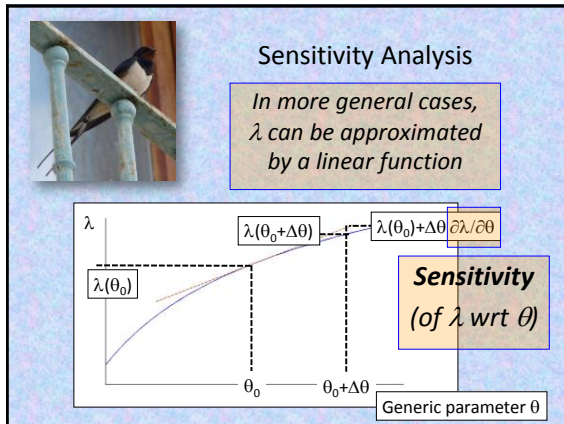 Sensitivity Analysis
In more general cases,
λ can be approximated
by a linear function
λ
λ(θ₀+Δθ)
λ(θ₀)+Δθ ∂λ/∂θ
λ(θ₀)
Sensitivity
(of λ wrt θ)
θ₀
θ₀+Δθ
Generic parameter θ